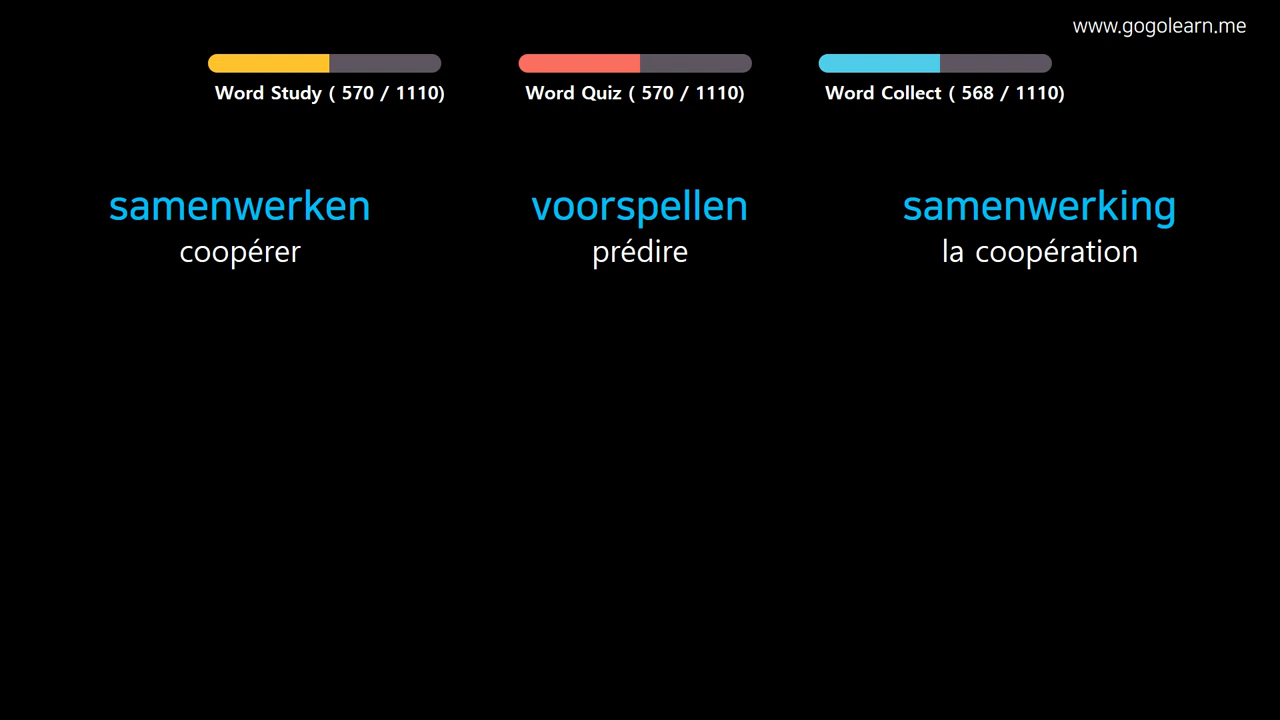 www.gogolearn.me
Word Study ( 570 / 1110)
Word Quiz ( 570 / 1110)
Word Collect ( 568 / 1110)
samenwerken
coopérer
voorspellen
prédire
samenwerking
la coopération